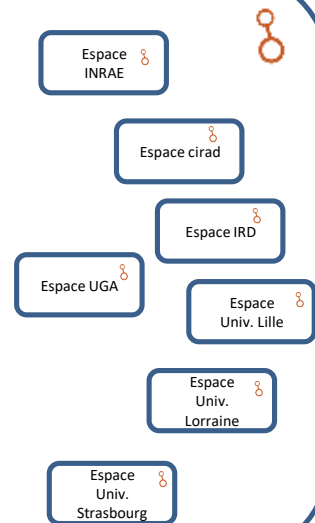 Espace
INRAE
Espace cirad
Espace IRD
Espace UGA
Espace
Univ. Lille
Espace
Univ.
Lorraine
Espace
Univ.
Strasbourg